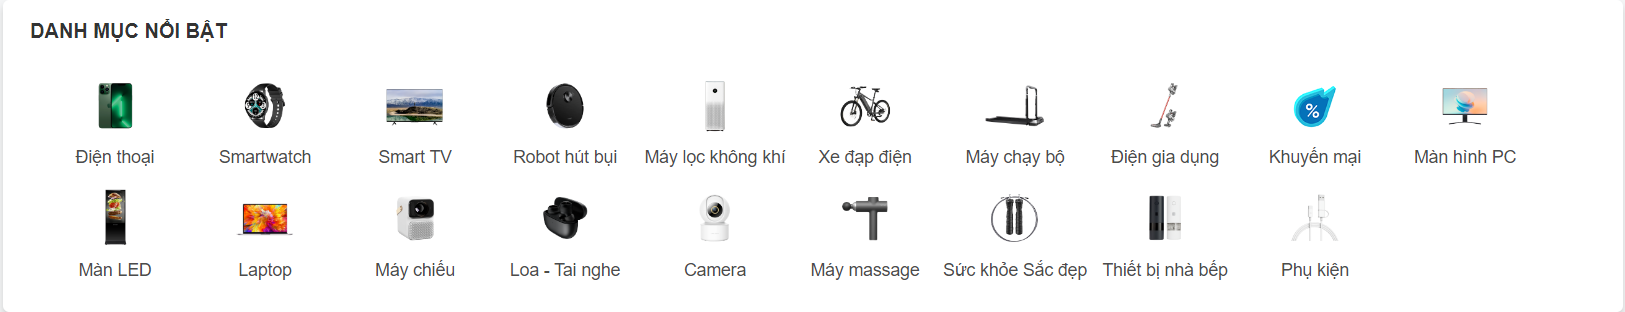 DANH MỤC NỔI BẬT
Điện thoại
Smartwatch
Smart TV
Robot hút bụi
Máy lọc không khí
Xe đạp điện
Máy chạy bộ
Điện gia dụng
Khuyến mại
Màn hình PC
Màn LED
Laptop
Máy chiếu
Loa - Tai nghe
Camera
Máy massage
Sức khỏe Sắc đẹp
Thiết bị nhà bếp
Phụ kiện